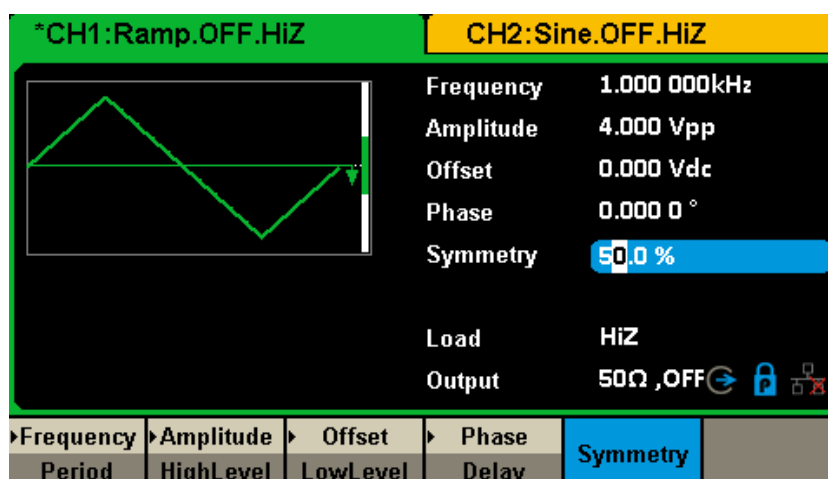 *CH1:Ramp.OFF.HiZ CH2:Sine.OFF.HiZ
Frequency 1.000 000kHz
Amplitude 4.000 Vpp
Offset 0.000 Vdc
Phase 0.000 0 °
Symmetry 50.0 %
Load HiZ
Output 50Ω ,OFF P
Frequency Amplitude Offset Phase Symmetry
Period HighLevel LowLevel Delay